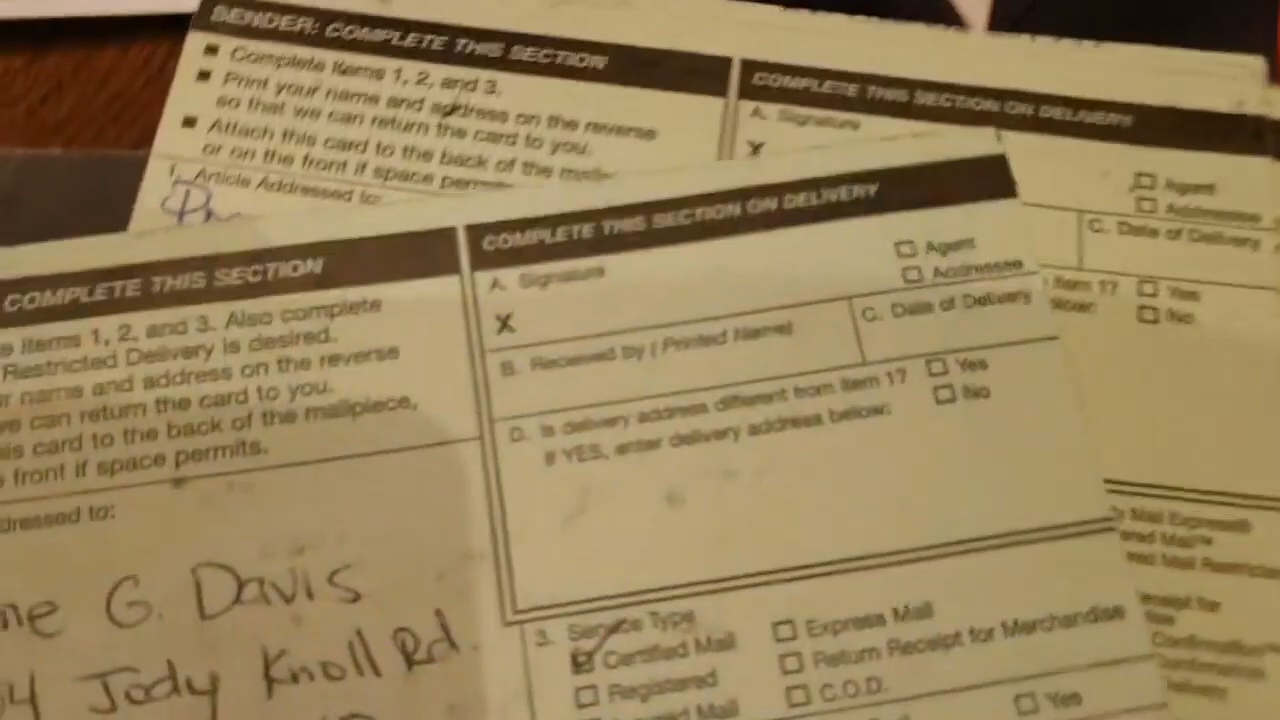 SENDER: COMPLETE THIS SECTION
Complete items 1, 2, and 3.
Print your name and address on the reverse
so that we can return the card to you.
Attach this card to the back of the
or on the front if space
1. Article Addressed to:
COMPLETE THIS SECTION ON DELIVERY
A. Signature
X
Agent
Addressee
C. Date of Delivery
item 1? Yes
No
COMPLETE THIS SECTION
items 1, 2, and 3. Also complete
Restricted Delivery is desired.
name and address on the reverse
can return the card to you.
card to the back of the mailpiece,
front if space permits.
to:
G. Davis
Jody Knoll Rd.
COMPLETE THIS SECTION ON DELIVERY
A. Signature
X
Agent
Addressee
B. Received by ( Printed Name)
C. Date of Delivery
D. Is delivery address different from item 1? Yes
If YES, enter delivery address below: No
3. Service Type
Certified Mail Express Mail
Registered Return Receipt for Merchandise
Mail C.O.D.
Yes
Mail Express®
Mail™
Mail